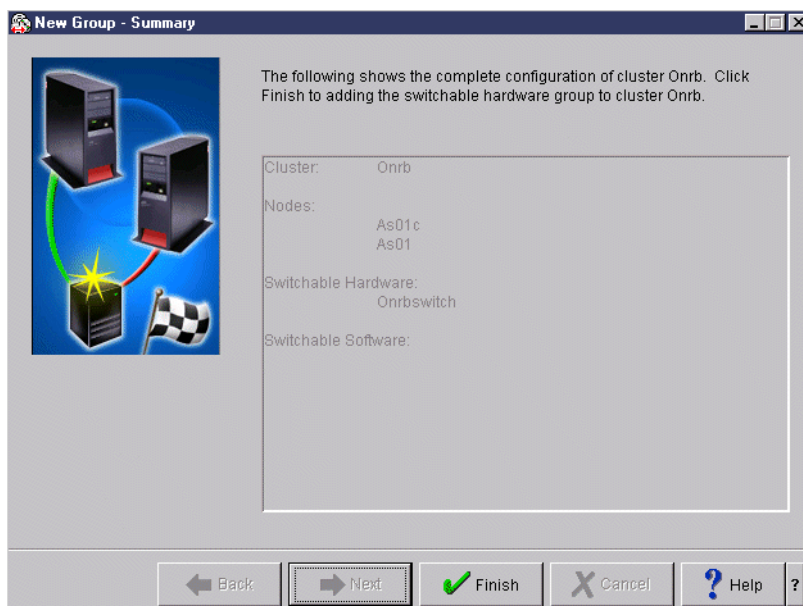 New Group - Summary
The following shows the complete configuration of cluster Onrb. Click
Finish to adding the switchable hardware group to cluster Onrb.
Cluster: Onrb
Nodes:
As01c
As01
Switchable Hardware:
Onrbswitch
Switchable Software:
Back Next Finish Cancel ? Help ?